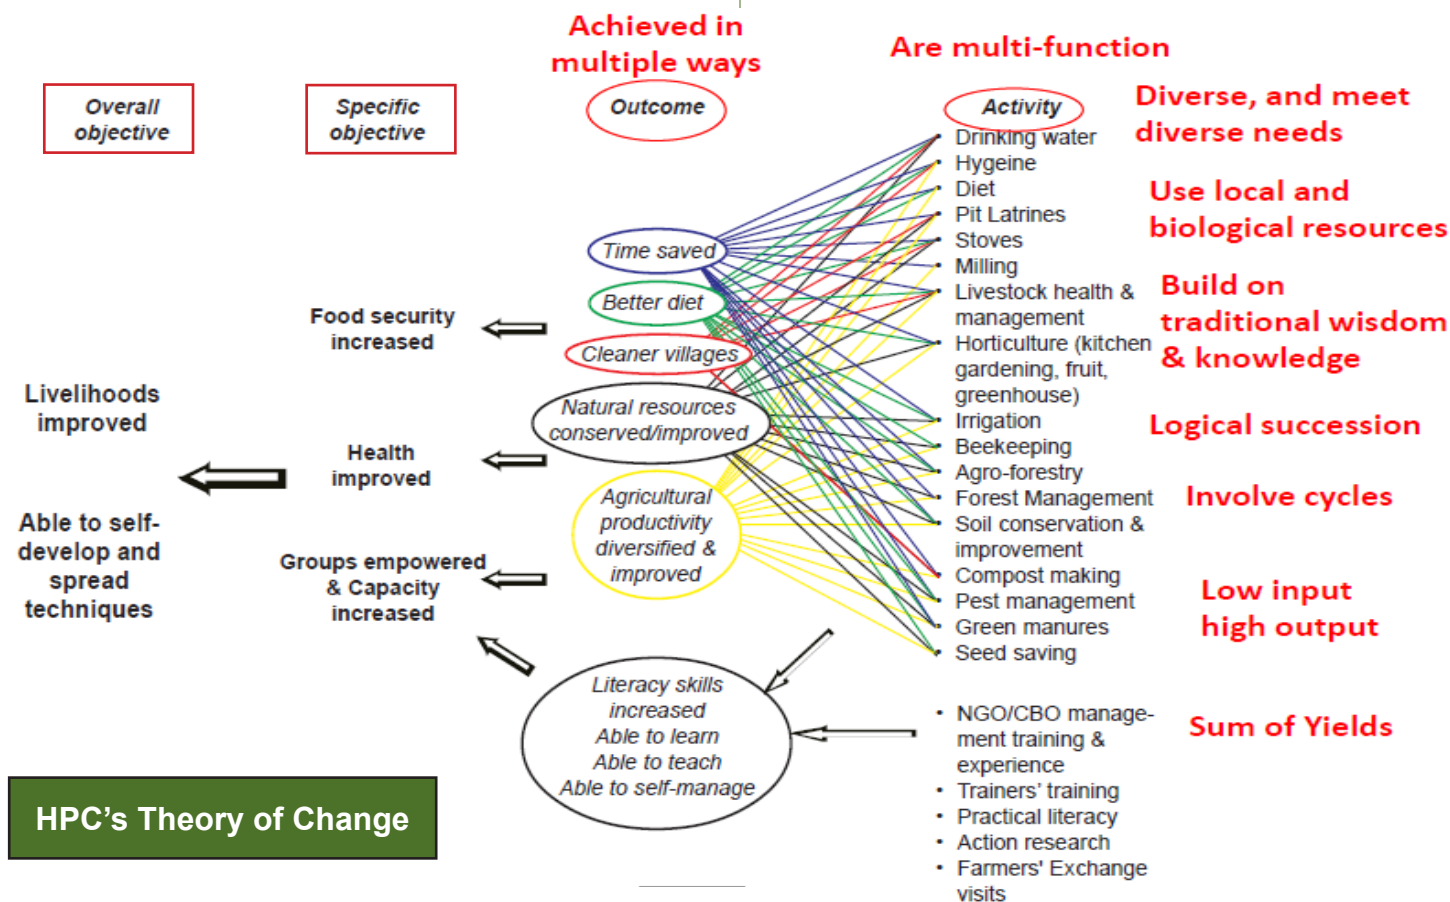 Achieved in
multiple ways
Are multi-function
Overall
objective
Specific
objective
Outcome
Activity
Diverse, and meet
diverse needs
Use local and
biological resources
Build on
traditional wisdom
& knowledge
Logical succession
Involve cycles
Low input
high output
Sum of Yields
Livelihoods
improved
Able to self-
develop and
spread
techniques
Food security
increased
Health
improved
Groups empowered
& Capacity
increased
Time saved
Better diet
Cleaner villages
Natural resources
conserved/improved
Agricultural
productivity
diversified &
improved
Literacy skills
increased
Able to learn
Able to teach
Able to self-manage
• Drinking water
• Hygeine
• Diet
• Pit Latrines
• Stoves
• Milling
• Livestock health &
management
• Horticulture (kitchen
gardening, fruit,
greenhouse)
• Irrigation
• Beekeeping
• Agro-forestry
• Forest Management
• Soil conservation &
improvement
• Compost making
• Pest management
• Green manures
• Seed saving
• NGO/CBO manage-
ment training &
experience
• Trainers' training
• Practical literacy
• Action research
• Farmers' Exchange
visits
HPC's Theory of Change